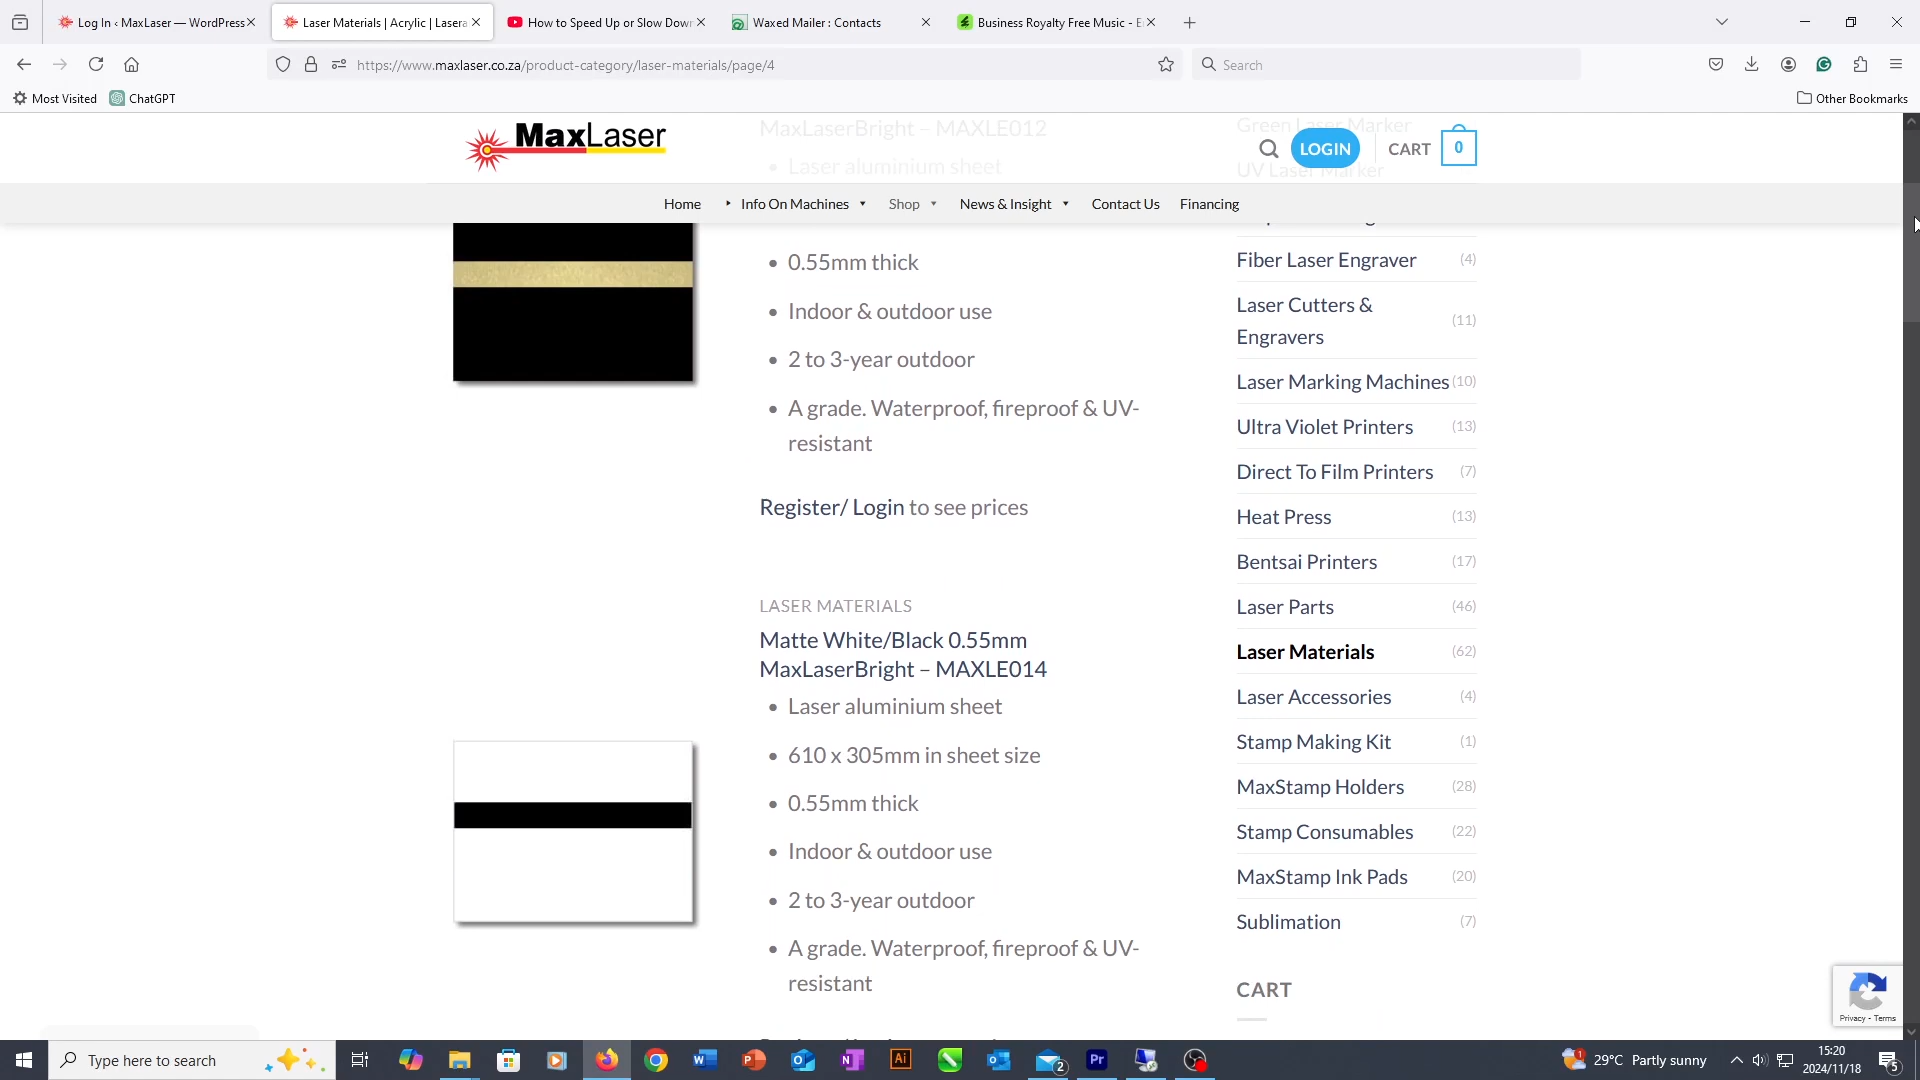 Log In ‹ MaxLaser — WordPress
Laser Materials | Acrylic | Lasera
How to Speed Up or Slow Down
Waxed Mailer : Contacts
Business Royalty Free Music - E
https://www.maxlaser.co.za/product-category/laser-materials/page/4
Search
Most Visited
ChatGPT
Other Bookmarks
MaxLaser
LOGIN
CART
0
Home
Info On Machines
Shop
News & Insight
Contact Us
Financing
MaxLaserBright – MAXLE012
Laser aluminium sheet
0.55mm thick
Indoor & outdoor use
2 to 3-year outdoor
A grade. Waterproof, fireproof & UV-
resistant
Register/ Login to see prices
LASER MATERIALS
Matte White/Black 0.55mm
MaxLaserBright – MAXLE014
Laser aluminium sheet
610 x 305mm in sheet size
0.55mm thick
Indoor & outdoor use
2 to 3-year outdoor
A grade. Waterproof, fireproof & UV-
resistant
Green Laser Marker
UV Laser Marker
Fiber Laser Engraver (4)
Laser Cutters &
Engravers (11)
Laser Marking Machines (10)
Ultra Violet Printers (13)
Direct To Film Printers (7)
Heat Press (13)
Bentsai Printers (17)
Laser Parts (46)
Laser Materials (62)
Laser Accessories (4)
Stamp Making Kit (1)
MaxStamp Holders (28)
Stamp Consumables (22)
MaxStamp Ink Pads (20)
Sublimation (7)
CART
Privacy - Terms
Type here to search
29°C Partly sunny
15:20
2024/11/18